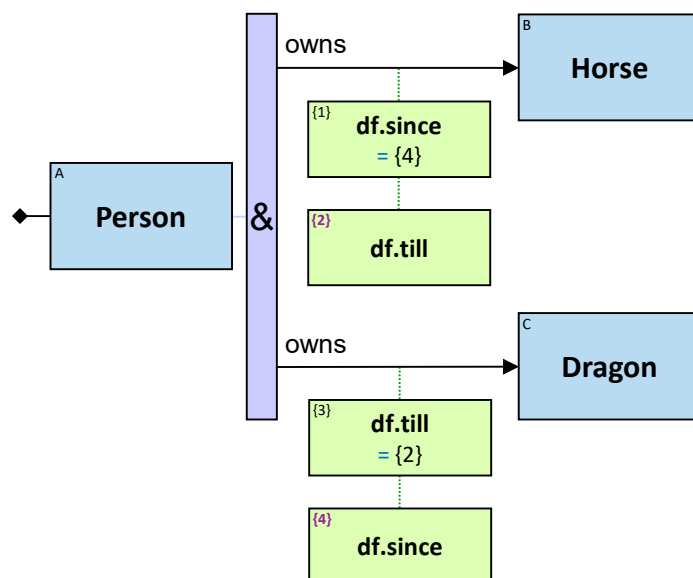 owns
B
Horse
{1}
df.since
= {4}
A
Person
&
{2}
df.till
owns
C
Dragon
{3}
df.till
= {2}
{4}
df.since